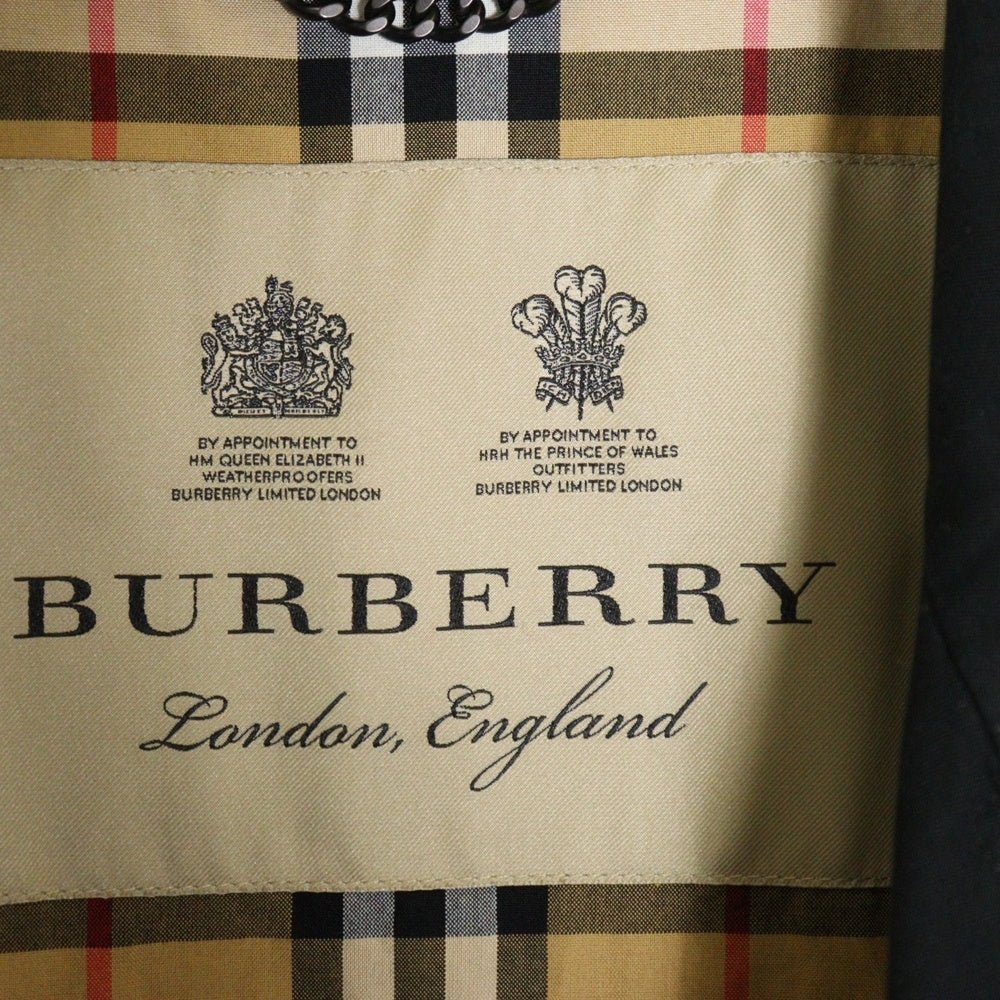 BY APPOINTMENT TO
HM QUEEN ELIZABETH II
WEATHERPROOFERS
BURBERRY LIMITED LONDON
BY APPOINTMENT TO
HRH THE PRINCE OF WALES
OUTFITTERS
BURBERRY LIMITED LONDON
BURBERRY
London, England